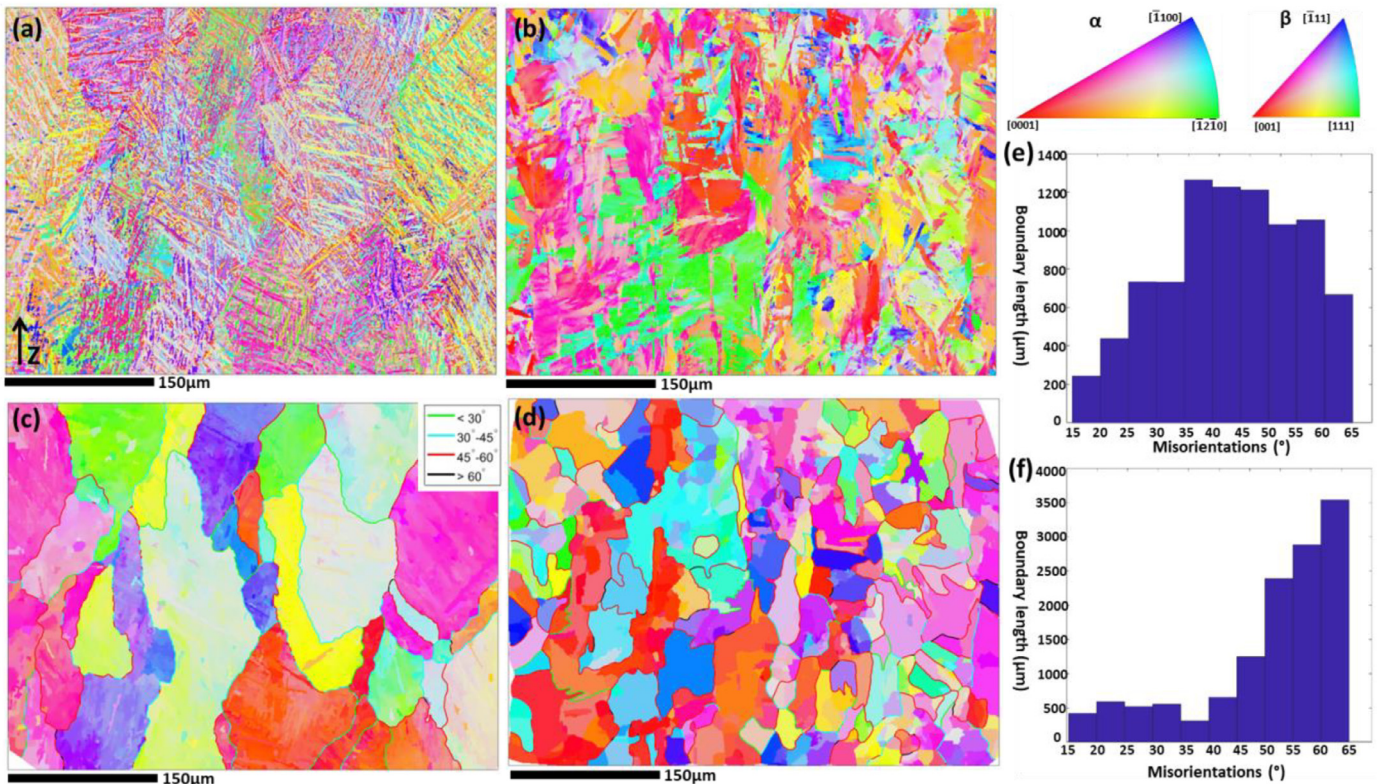 (a)
Z
150μm
(b)
150μm
α
[1̅100]
[0001]
[1̅21̅0]
β
[1̅11]
[001]
[111]
(c)
< 30°
30°-45°
45°-60°
> 60°
150μm
(d)
150μm
(e)
1400
1200
1000
800
600
400
200
0
Boundary length (μm)
15 20 25 30 35 40 45 50 55 60 65
Misorientations (°)
(f)
4000
3500
3000
2500
2000
1500
1000
500
0
Boundary length (μm)
15 20 25 30 35 40 45 50 55 60 65
Misorientations (°)